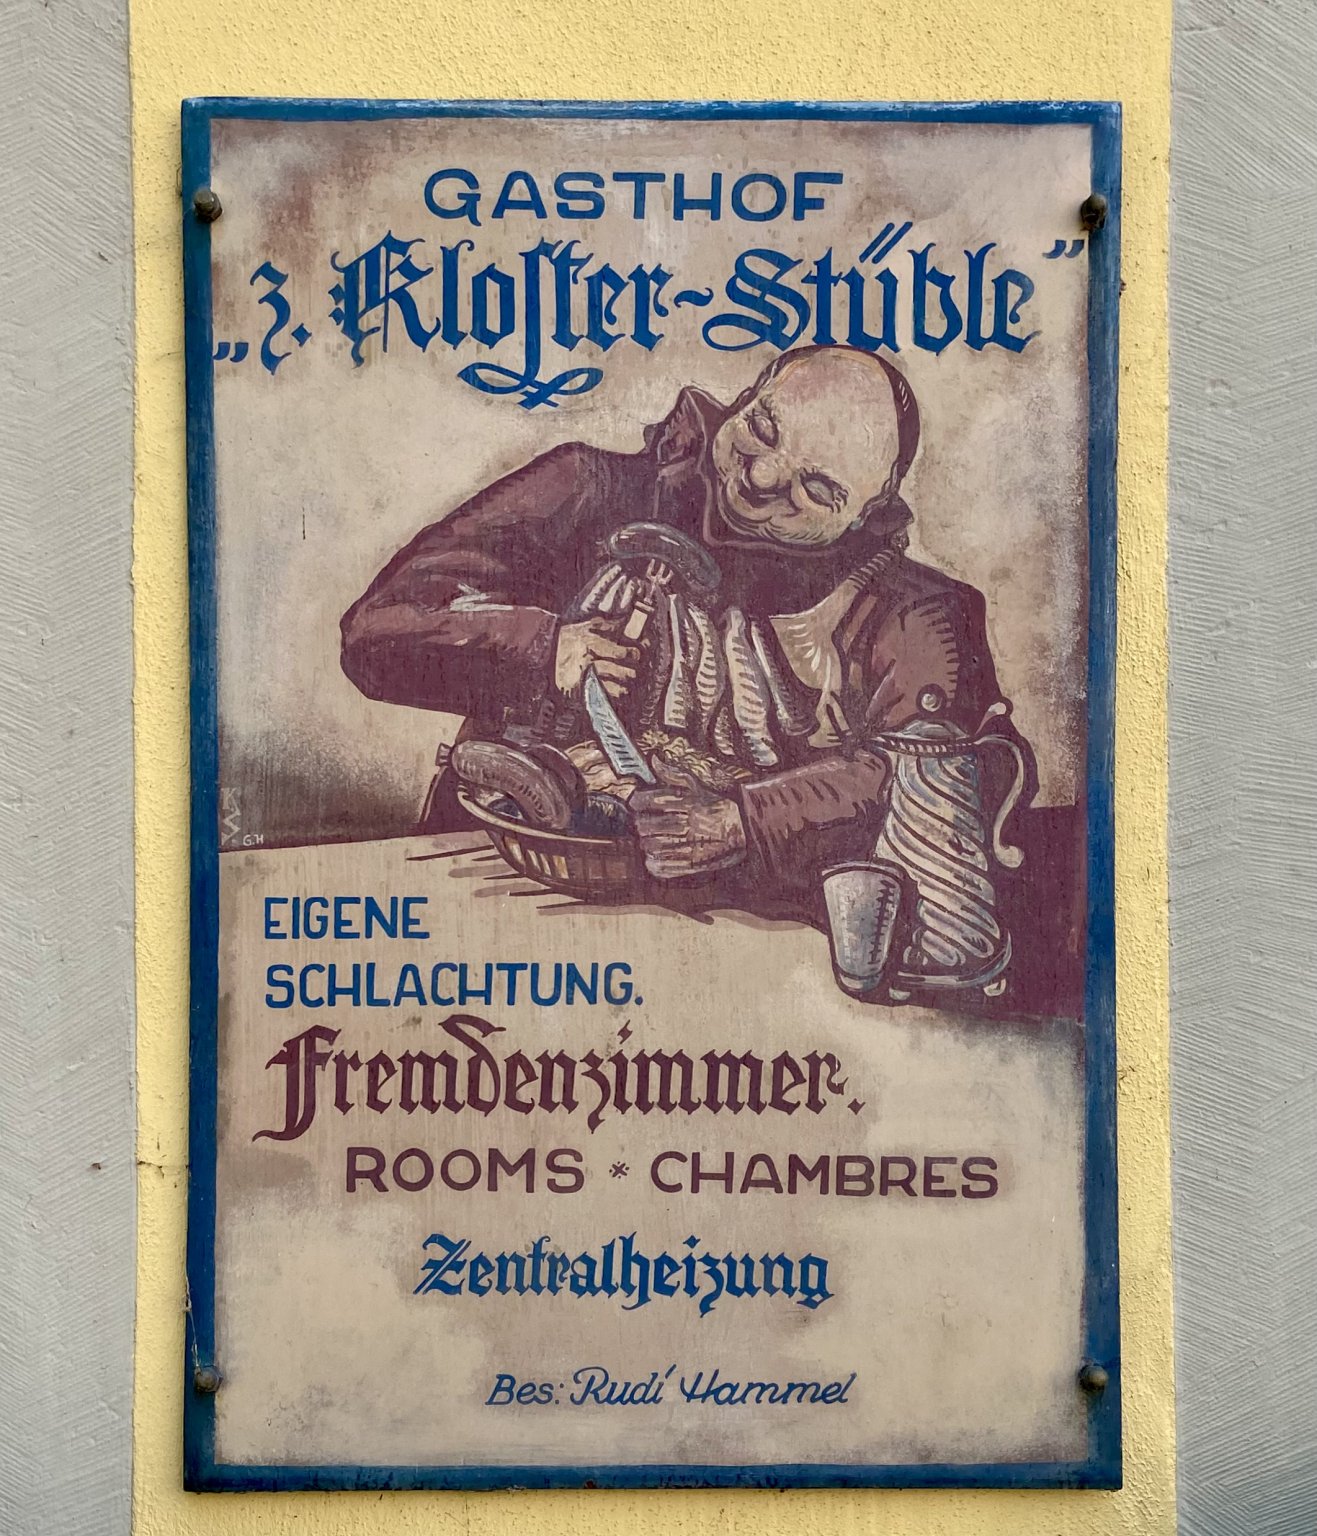 GASTHOF
„z. Kloster-Stüble”
G.H
EIGENE
SCHLACHTUNG.
Fremdenzimmer.
ROOMS * CHAMBRES
Zentralheizung
Bes: Rudi Hammel